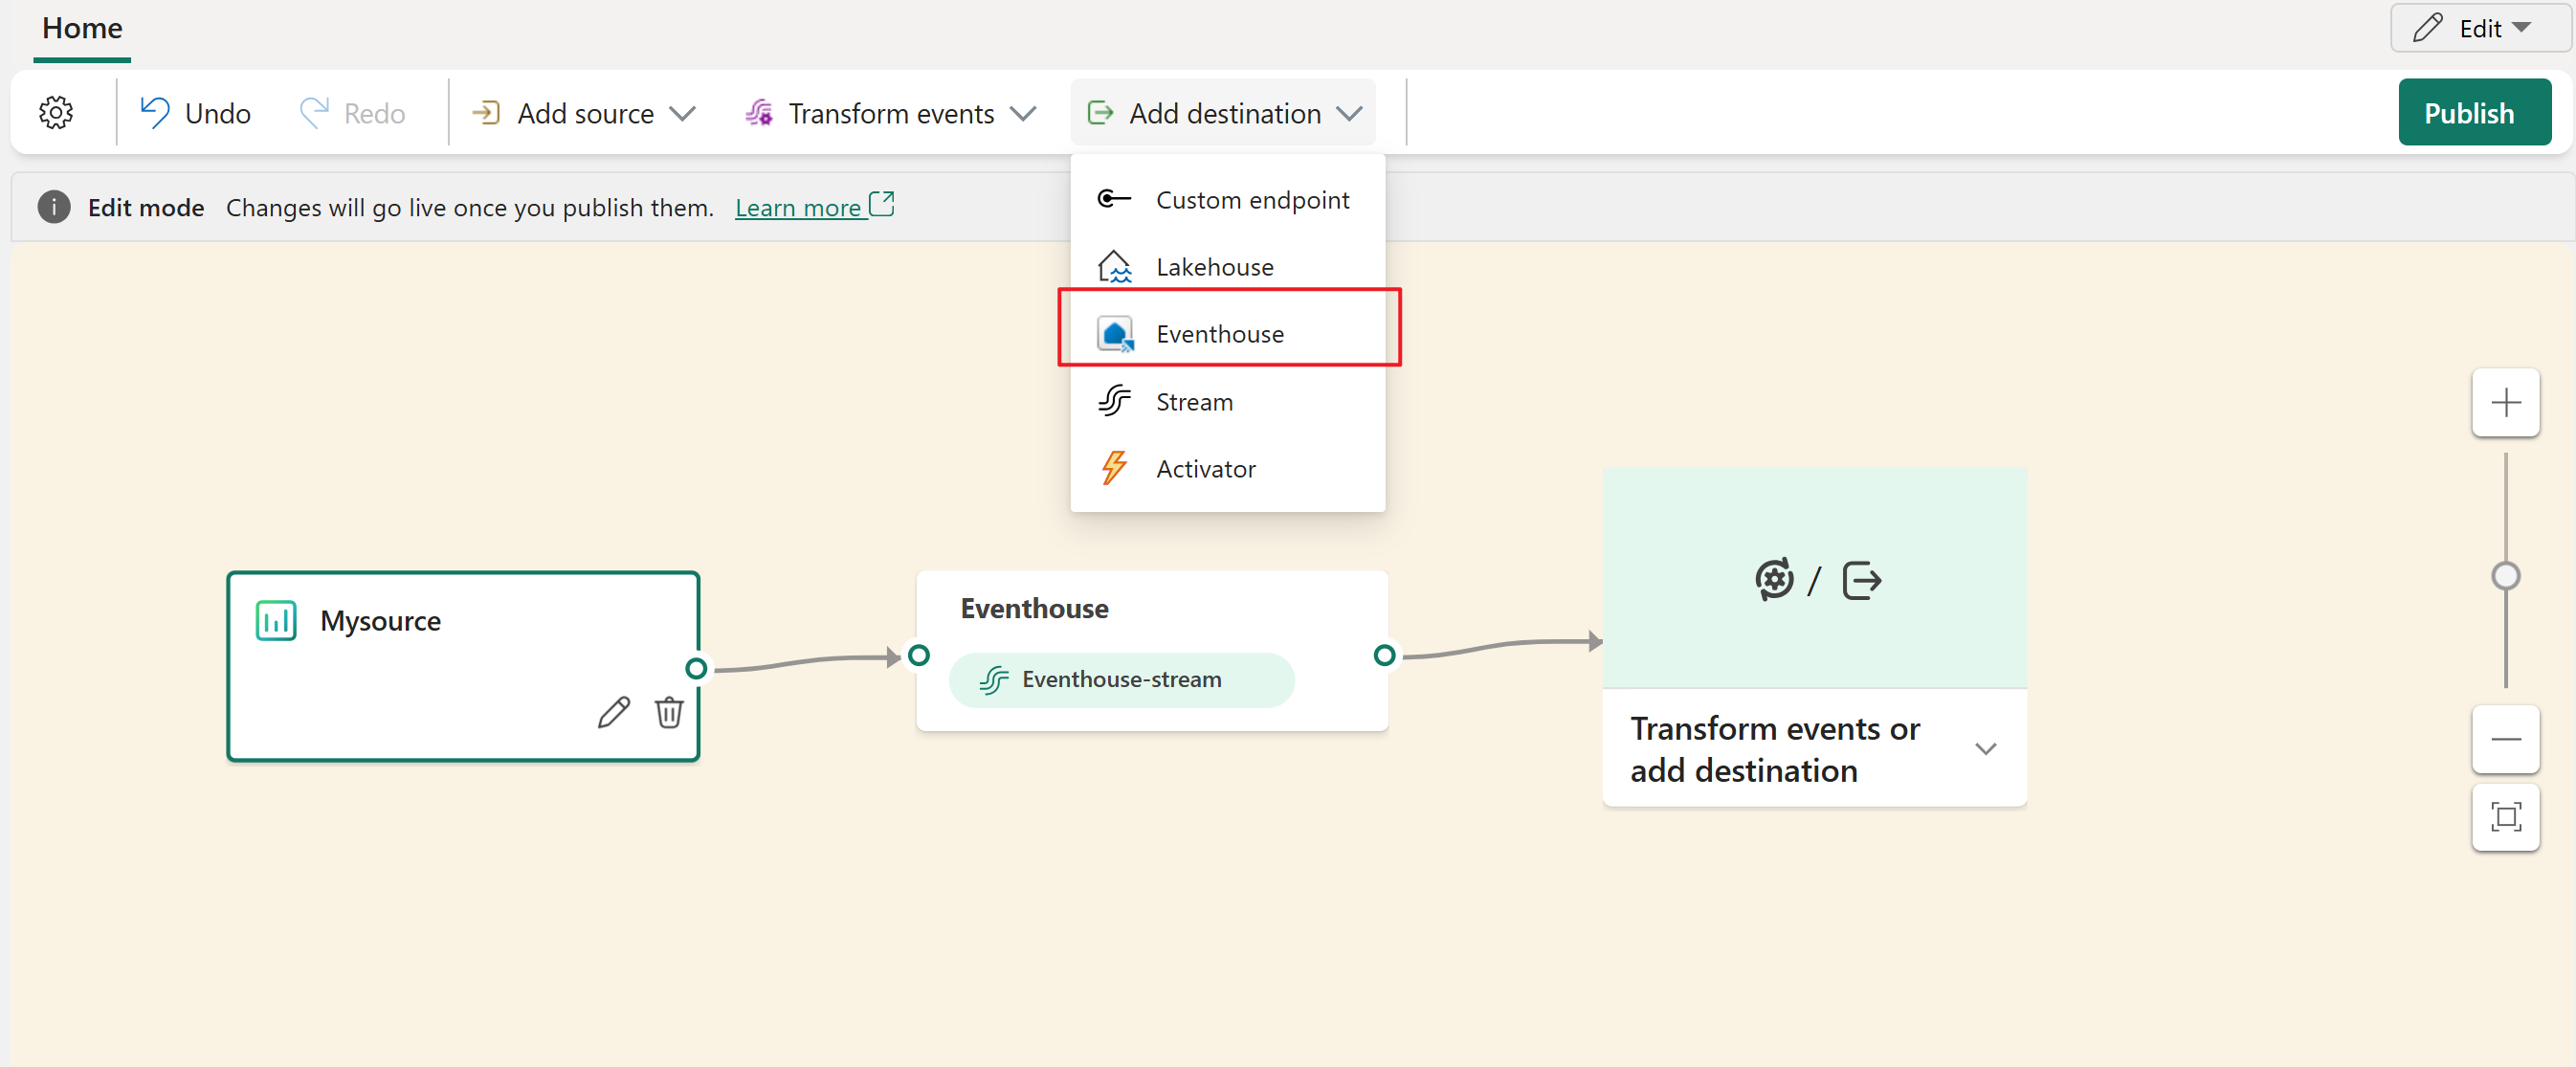 Home
Edit
Undo
Redo
Add source
Transform events
Add destination
Publish
Edit mode Changes will go live once you publish them. Learn more
Custom endpoint
Lakehouse
Eventhouse
Stream
Activator
Mysource
Eventhouse
Eventhouse-stream
/
Transform events or
add destination